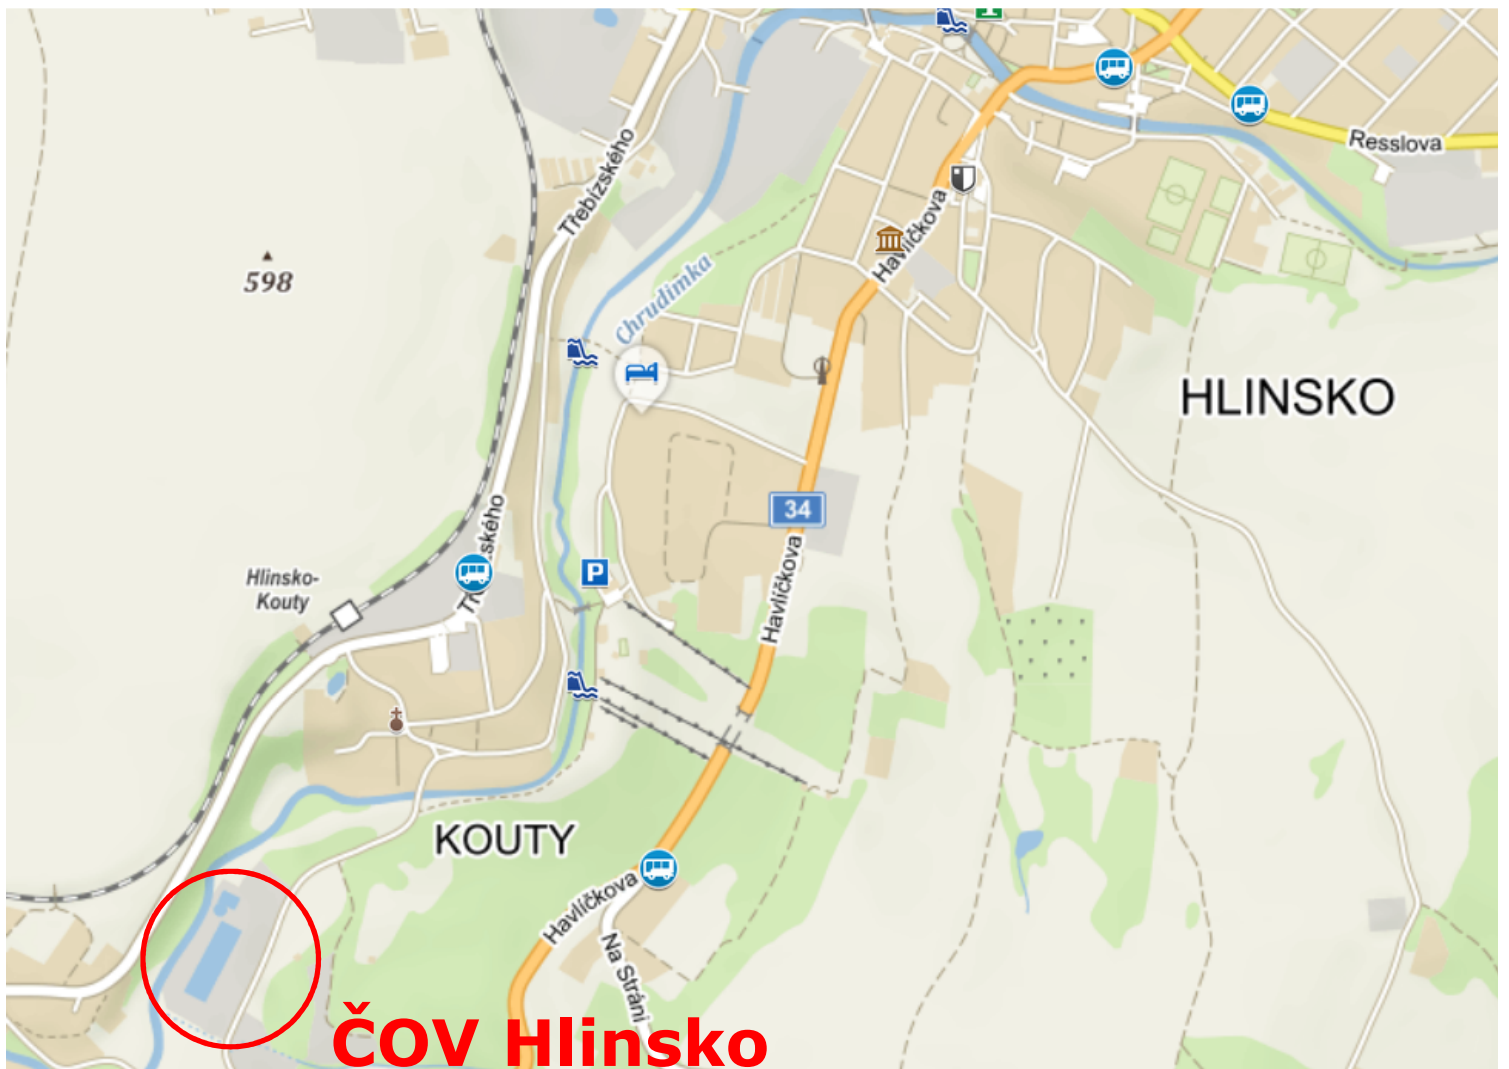 Resslova
Třebízského
Havlíčkova
598
Chrudimka
HLINSKO
34
ského
Havlíčkova
P
Hlinsko-
Kouty
KOUTY
Havlíčkova
Na Stráni
ČOV Hlinsko